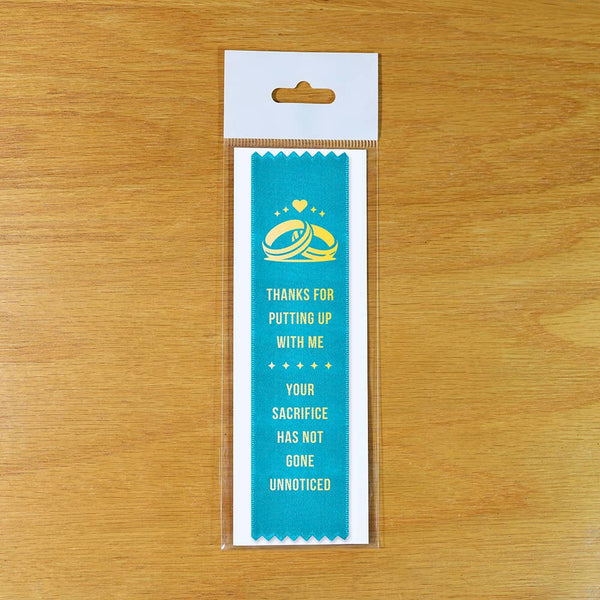 THANKS FOR
PUTTING UP
WITH ME
YOUR
SACRIFICE
HAS NOT
GONE
UNNOTICED